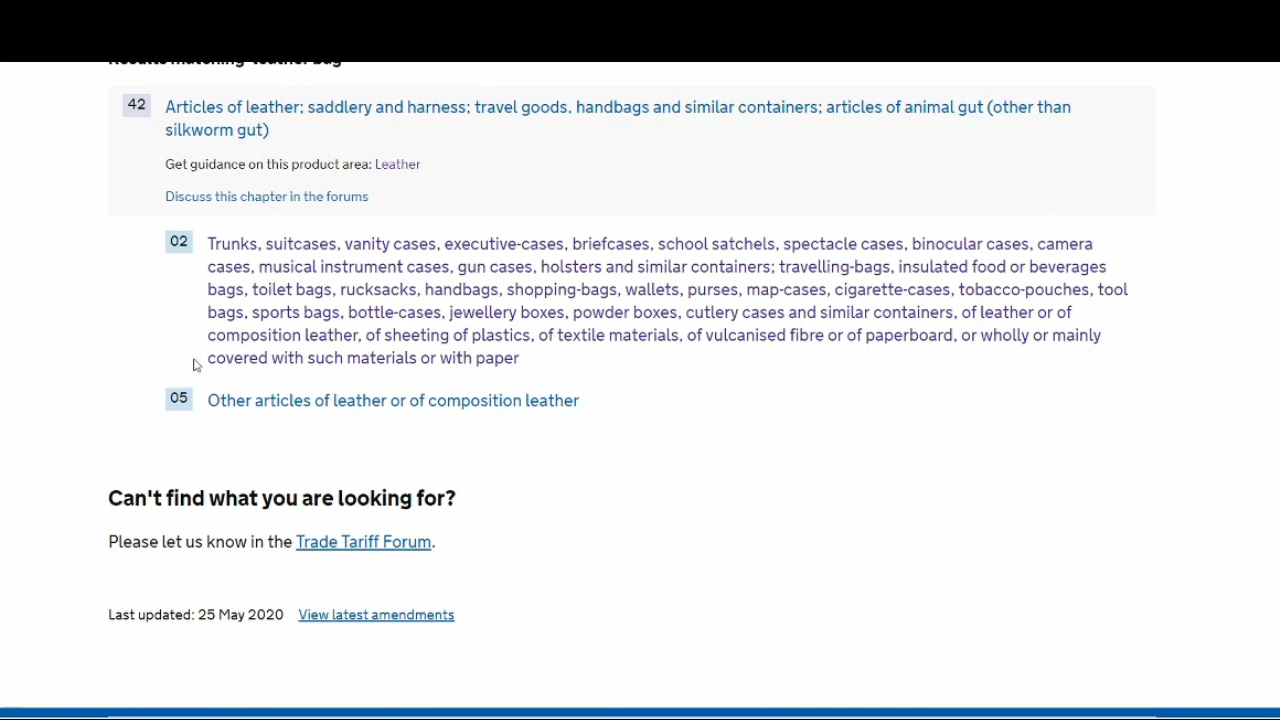 Results matching 'leather bag'
42 Articles of leather; saddlery and harness; travel goods, handbags and similar containers; articles of animal gut (other than
silkworm gut)
Get guidance on this product area: Leather
Discuss this chapter in the forums
02 Trunks, suitcases, vanity cases, executive-cases, briefcases, school satchels, spectacle cases, binocular cases, camera
cases, musical instrument cases, gun cases, holsters and similar containers; travelling-bags, insulated food or beverages
bags, toilet bags, rucksacks, handbags, shopping-bags, wallets, purses, map-cases, cigarette-cases, tobacco-pouches, tool
bags, sports bags, bottle-cases, jewellery boxes, powder boxes, cutlery cases and similar containers, of leather or of
composition leather, of sheeting of plastics, of textile materials, of vulcanised fibre or of paperboard, or wholly or mainly
covered with such materials or with paper
05 Other articles of leather or of composition leather
Can't find what you are looking for?
Please let us know in the Trade Tariff Forum.
Last updated: 25 May 2020 View latest amendments